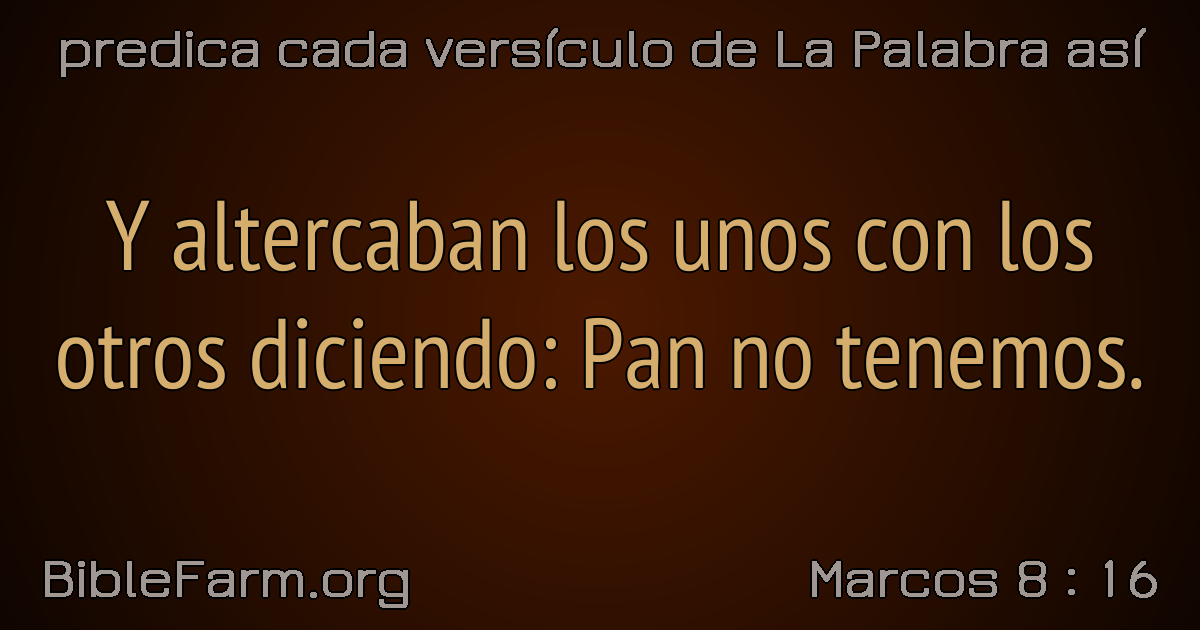 predica cada versículo de La Palabra así
Y altercaban los unos con los
otros diciendo: Pan no tenemos.
BibleFarm.org
Marcos 8 : 16